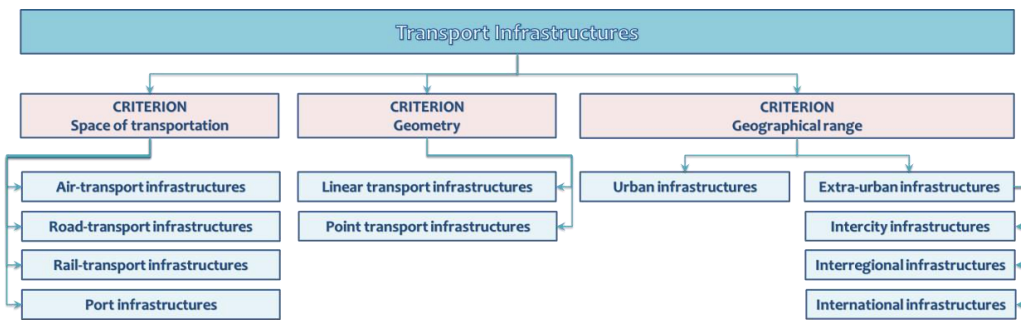 Transport Infrastructures
CRITERION
Space of transportation
CRITERION
Geometry
CRITERION
Geographical range
Air-transport infrastructures
Road-transport infrastructures
Rail-transport infrastructures
Port infrastructures
Linear transport infrastructures
Point transport infrastructures
Urban infrastructures
Extra-urban infrastructures
Intercity infrastructures
Interregional infrastructures
International infrastructures